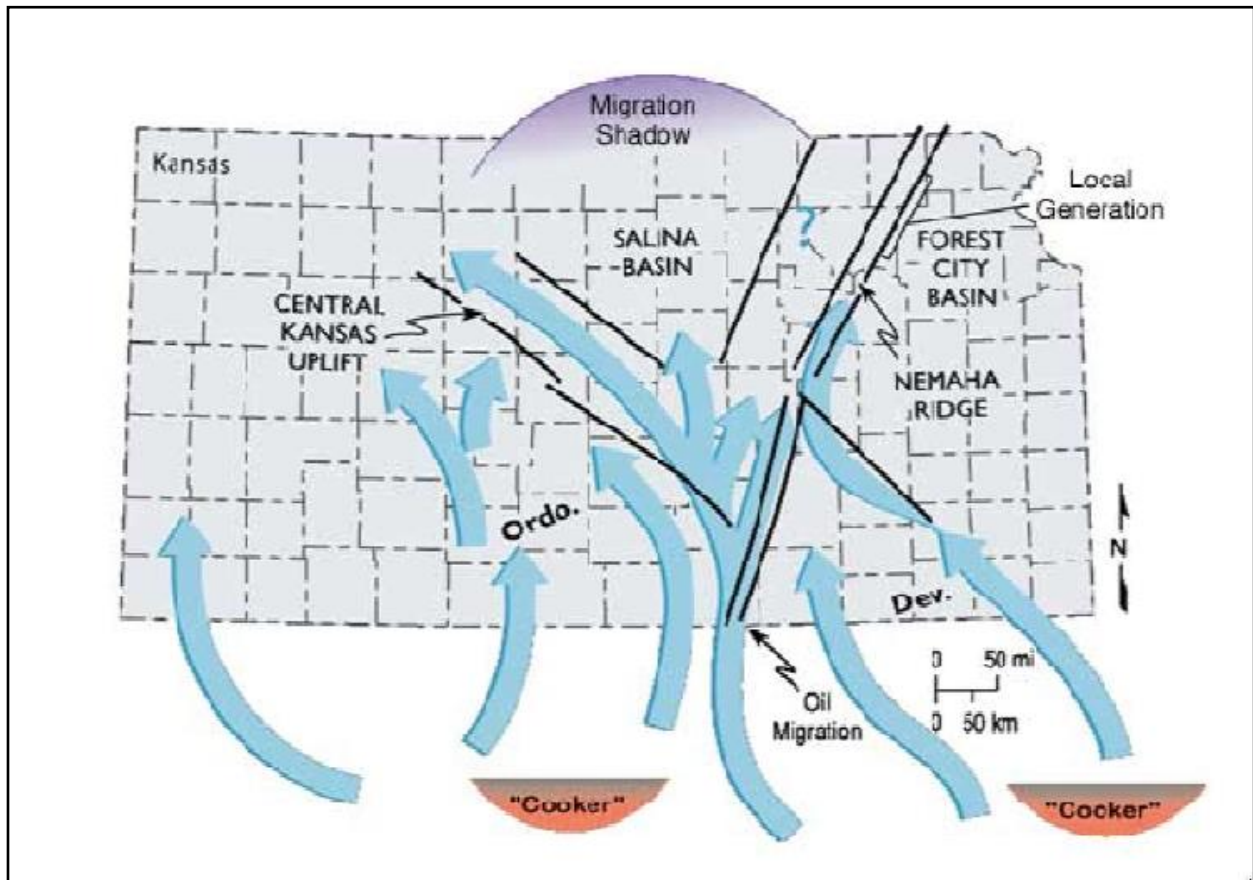 Migration
Shadow
Kansas
Local
Generation
?
SALINA
BASIN
FOREST
CITY
BASIN
CENTRAL
KANSAS
UPLIFT
NEMAHA
RIDGE
Ordo.
N
Dev.
0 50 mi
0 50 km
Oil
Migration
"Cooker"
"Cooker"